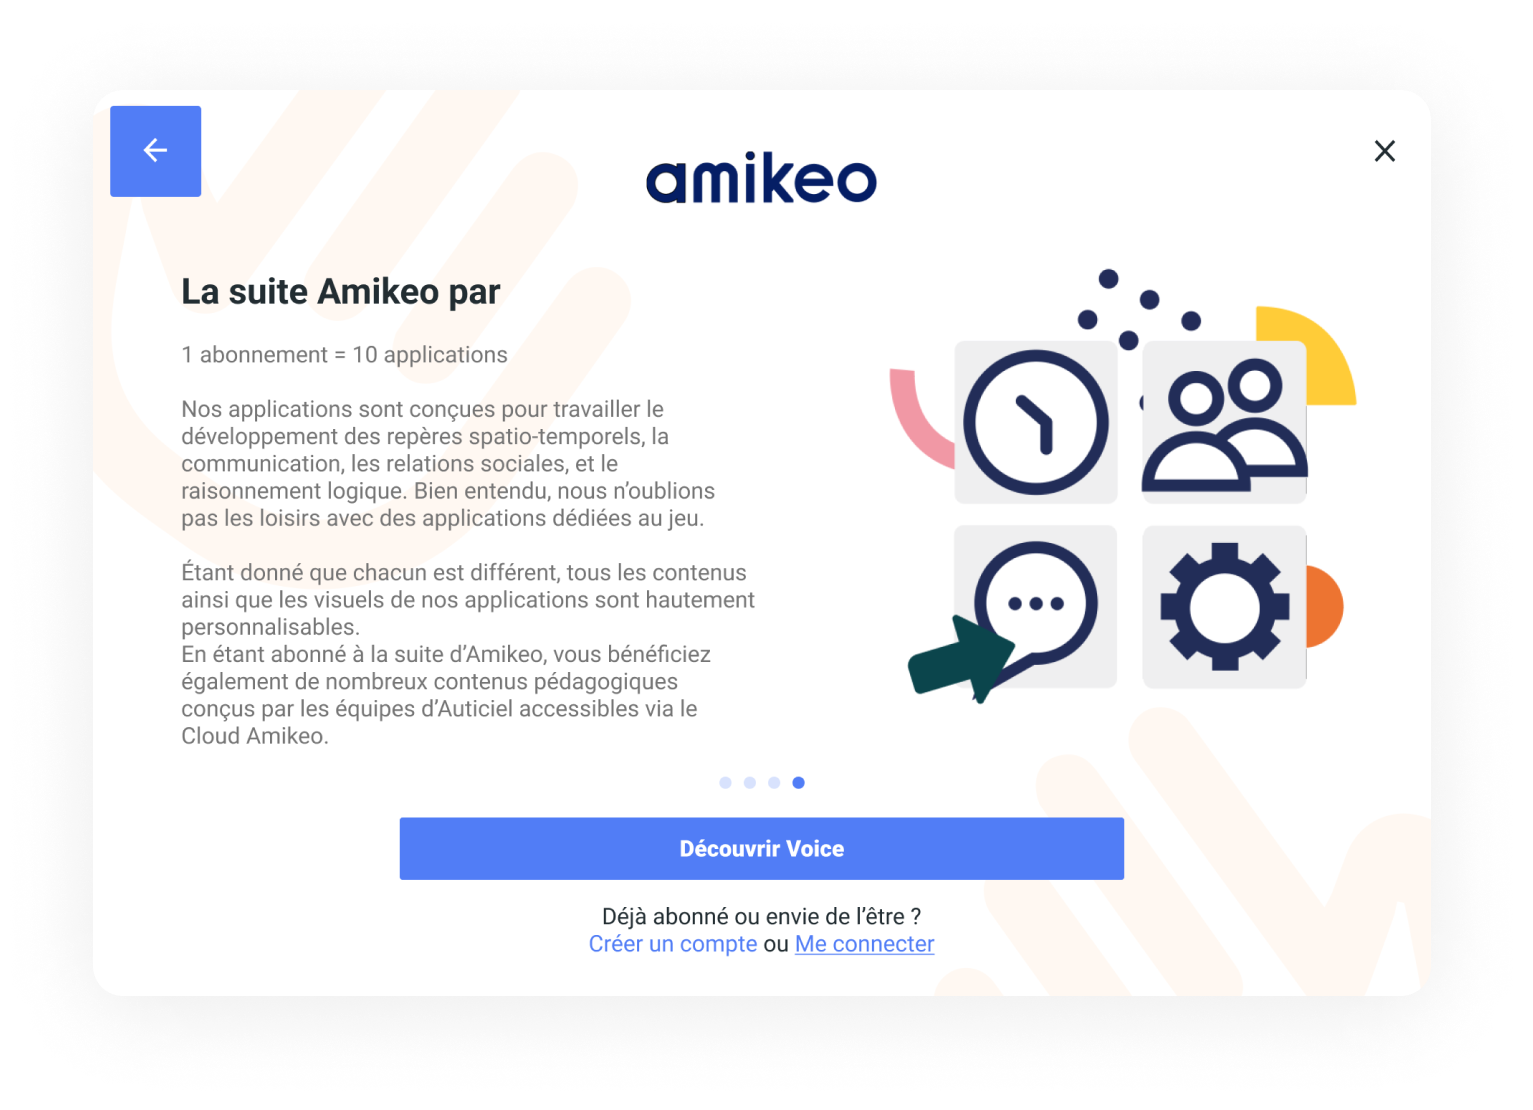 amikeo
La suite Amikeo par
1 abonnement = 10 applications
Nos applications sont conçues pour travailler le
développement des repères spatio-temporels, la
communication, les relations sociales, et le
raisonnement logique. Bien entendu, nous n’oublions
pas les loisirs avec des applications dédiées au jeu.
Étant donné que chacun est différent, tous les contenus
ainsi que les visuels de nos applications sont hautement
personnalisables.
En étant abonné à la suite d’Amikeo, vous bénéficiez
également de nombreux contenus pédagogiques
conçus par les équipes d’Auticiel accessibles via le
Cloud Amikeo.
Découvrir Voice
Déjà abonné ou envie de l’être ?
Créer un compte ou Me connecter